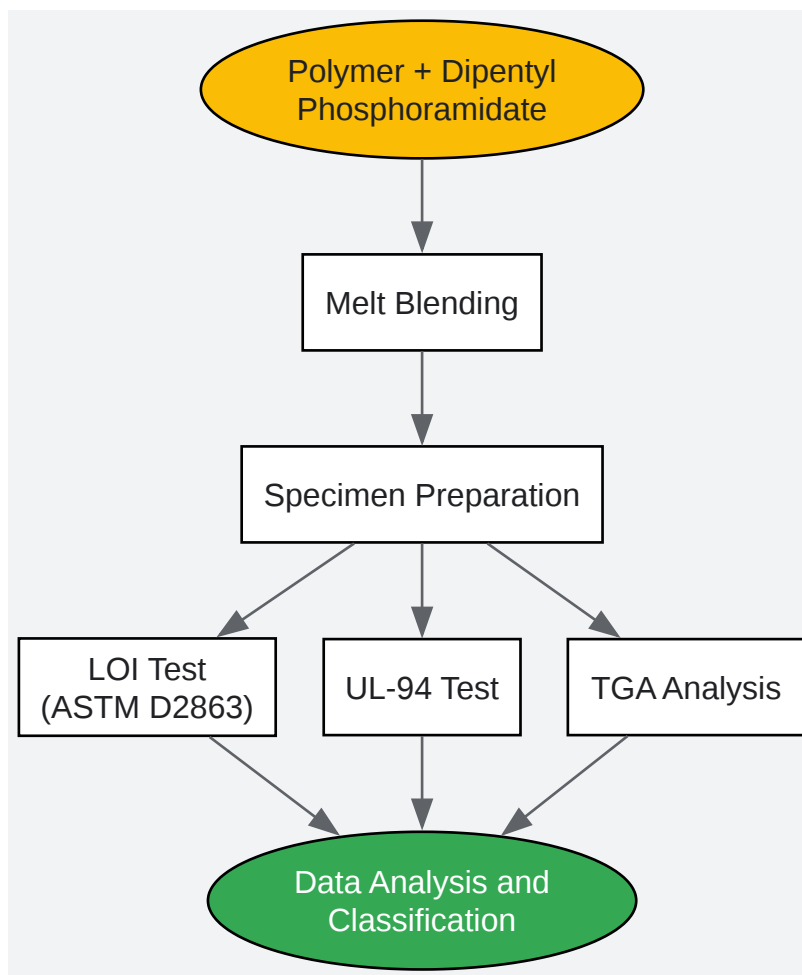 Polymer + Dipentyl
Phosphoramidate
Melt Blending
Specimen Preparation
LOI Test
(ASTM D2863)
UL-94 Test
TGA Analysis
Data Analysis and
Classification